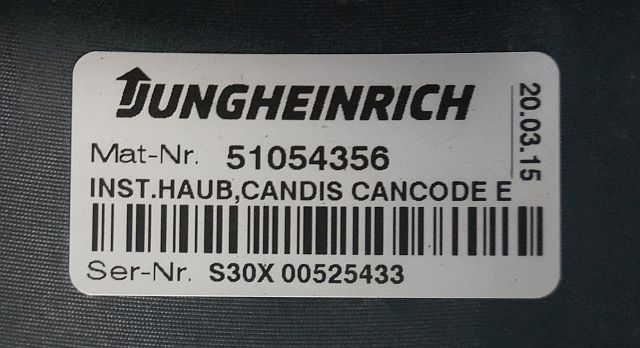 JUNGHEINRICH
20.03.15
Mat-Nr. 51054356
INST.HAUB,CANDIS CANCODE E
Ser-Nr. S30X 00525433